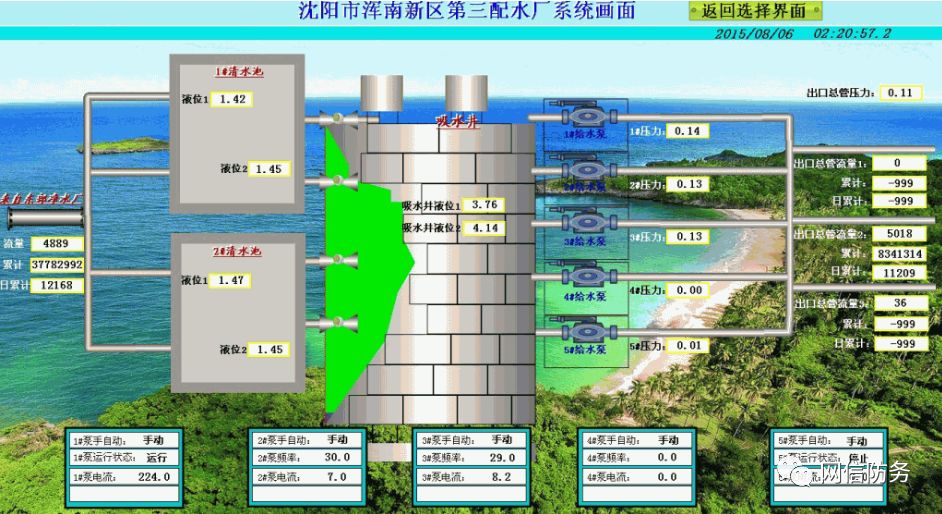 沈阳市浑南新区第三配水厂系统画面
返回选择界面
2015/08/06 02:20:57.2
1#清水池
液位1 1.42
液位2 1.45
2#清水池
液位1 1.47
液位2 1.45
流量 4889
累计 37782992
日累计 12168
吸水井
吸水井液位1 3.76
吸水井液位2 4.14
1#给水泵
1#压力: 0.14
2#给水泵
2#压力: 0.13
3#给水泵
3#压力: 0.13
4#给水泵
4#压力: 0.00
5#给水泵
5#压力: 0.01
出口总管压力: 0.11
出口总管流量1: 0
累计: -999
日累计: -999
出口总管流量2: 5018
累计: 8341314
日累计: 11209
出口总管流量3: 36
累计: -999
日累计: -999
1#泵手自动: 手动
1#泵运行状态: 运行
1#泵电流: 224.0
2#泵手自动: 手动
2#泵频率: 30.0
2#泵电流: 7.0
3#泵手自动: 手动
3#泵频率: 29.0
3#泵电流: 8.2
4#泵手自动: 手动
4#泵频率: 0.0
4#泵电流: 0.0
5#泵手自动: 手动
5#泵运行状态: 停止
网信防务